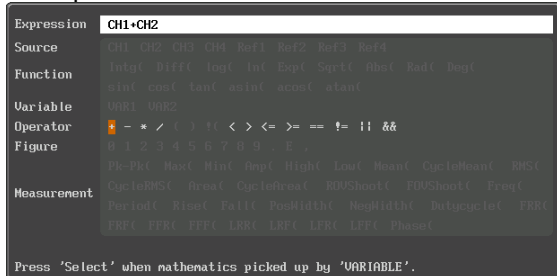 Expression CH1+CH2
Source CH1 CH2 CH3 CH4 Ref1 Ref2 Ref3 Ref4
Function Intg( Diff( log( ln( Exp( Sqrt( Abs( Rad( Deg(
sin( cos( tan( asin( acos( atan(
Variable VAR1 VAR2
Operator + - * / ( ) !( < > <= >= == != || &&
Figure 0 1 2 3 4 5 6 7 8 9 . E
Measurement Pk-Pk( Max( Min( Amp( High( Low( Mean( CycleMean( RMS(
CycleRMS( Area( CycleArea( ROVShoot( FOVShoot( Freq(
Period( Rise( Fall( PosWidth( NegWidth( Dutycycle( FRR(
FRF( FFR( FFF( LRR( LRF( LFR( LFF( Phase(
Press 'Selec't' when mathematics picked up by 'VARIABLE'.